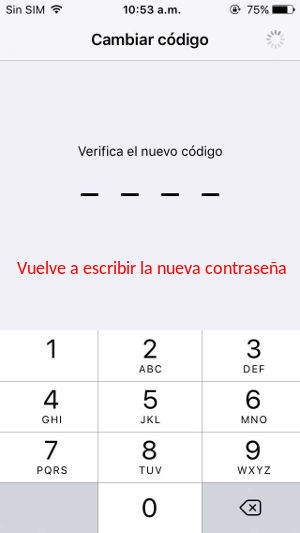 Sin SIM 10:53 a.m. 75%
Cambiar código
Verifica el nuevo código
Vuelve a escribir la nueva contraseña
1 2 3
ABC DEF
4 5 6
GHI JKL MNO
7 8 9
PQRS TUV WXYZ
0